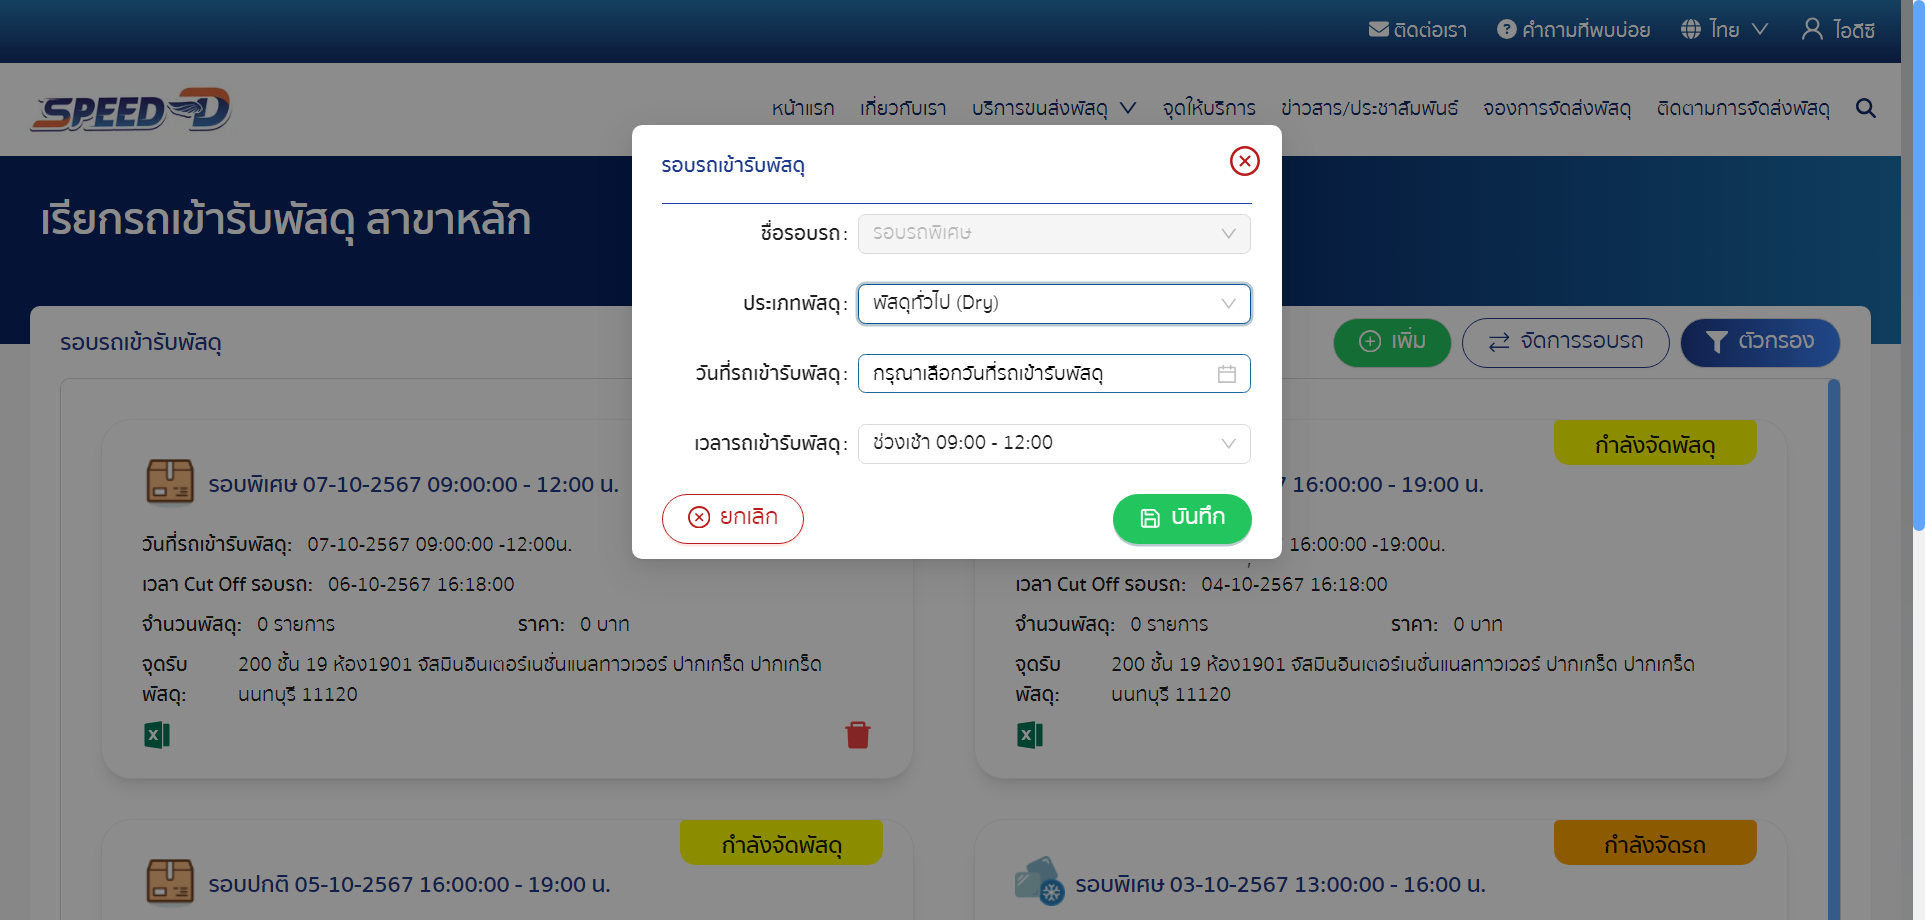 ติดต่อเรา คำถามที่พบบ่อย ไทย ไอดีซี
SPEED D
หน้าแรก เกี่ยวกับเรา บริการขนส่งพัสดุ จุดให้บริการ ข่าวสาร/ประชาสัมพันธ์ จองการจัดส่งพัสดุ ติดตามการจัดส่งพัสดุ
เรียกรถเข้ารับพัสดุ สาขาหลัก
รอบรถเข้ารับพัสดุ
ชื่อรอบรถ: รอบรถพิเศษ
ประเภทพัสดุ: พัสดุทั่วไป (Dry)
วันที่รถเข้ารับพัสดุ: กรุณาเลือกวันที่รถเข้ารับพัสดุ
เวลารถเข้ารับพัสดุ: ช่วงเช้า 09:00 - 12:00
ยกเลิก บันทึก
รอบรถเข้ารับพัสดุ เพิ่ม จัดการรอบรถ ตัวกรอง
รอบพิเศษ 07-10-2567 09:00:00 - 12:00 น.
วันที่รถเข้ารับพัสดุ: 07-10-2567 09:00:00 -12:00น.
เวลา Cut Off รอบรถ: 06-10-2567 16:18:00
จำนวนพัสดุ: 0 รายการ ราคา: 0 บาท
จุดรับ 200 ชั้น 19 ห้อง1901 จัสมินอินเตอร์เนชั่นแนลทาวเวอร์ ปากเกร็ด ปากเกร็ด
พัสดุ: นนทบุรี 11120
กำลังจัดพัสดุ
16:00:00 - 19:00 น.
16:00:00 -19:00น.
เวลา Cut Off รอบรถ: 04-10-2567 16:18:00
จำนวนพัสดุ: 0 รายการ ราคา: 0 บาท
จุดรับ 200 ชั้น 19 ห้อง1901 จัสมินอินเตอร์เนชั่นแนลทาวเวอร์ ปากเกร็ด ปากเกร็ด
พัสดุ: นนทบุรี 11120
กำลังจัดพัสดุ
รอบปกติ 05-10-2567 16:00:00 - 19:00 น.
กำลังจัดรถ
รอบพิเศษ 03-10-2567 13:00:00 - 16:00 น.